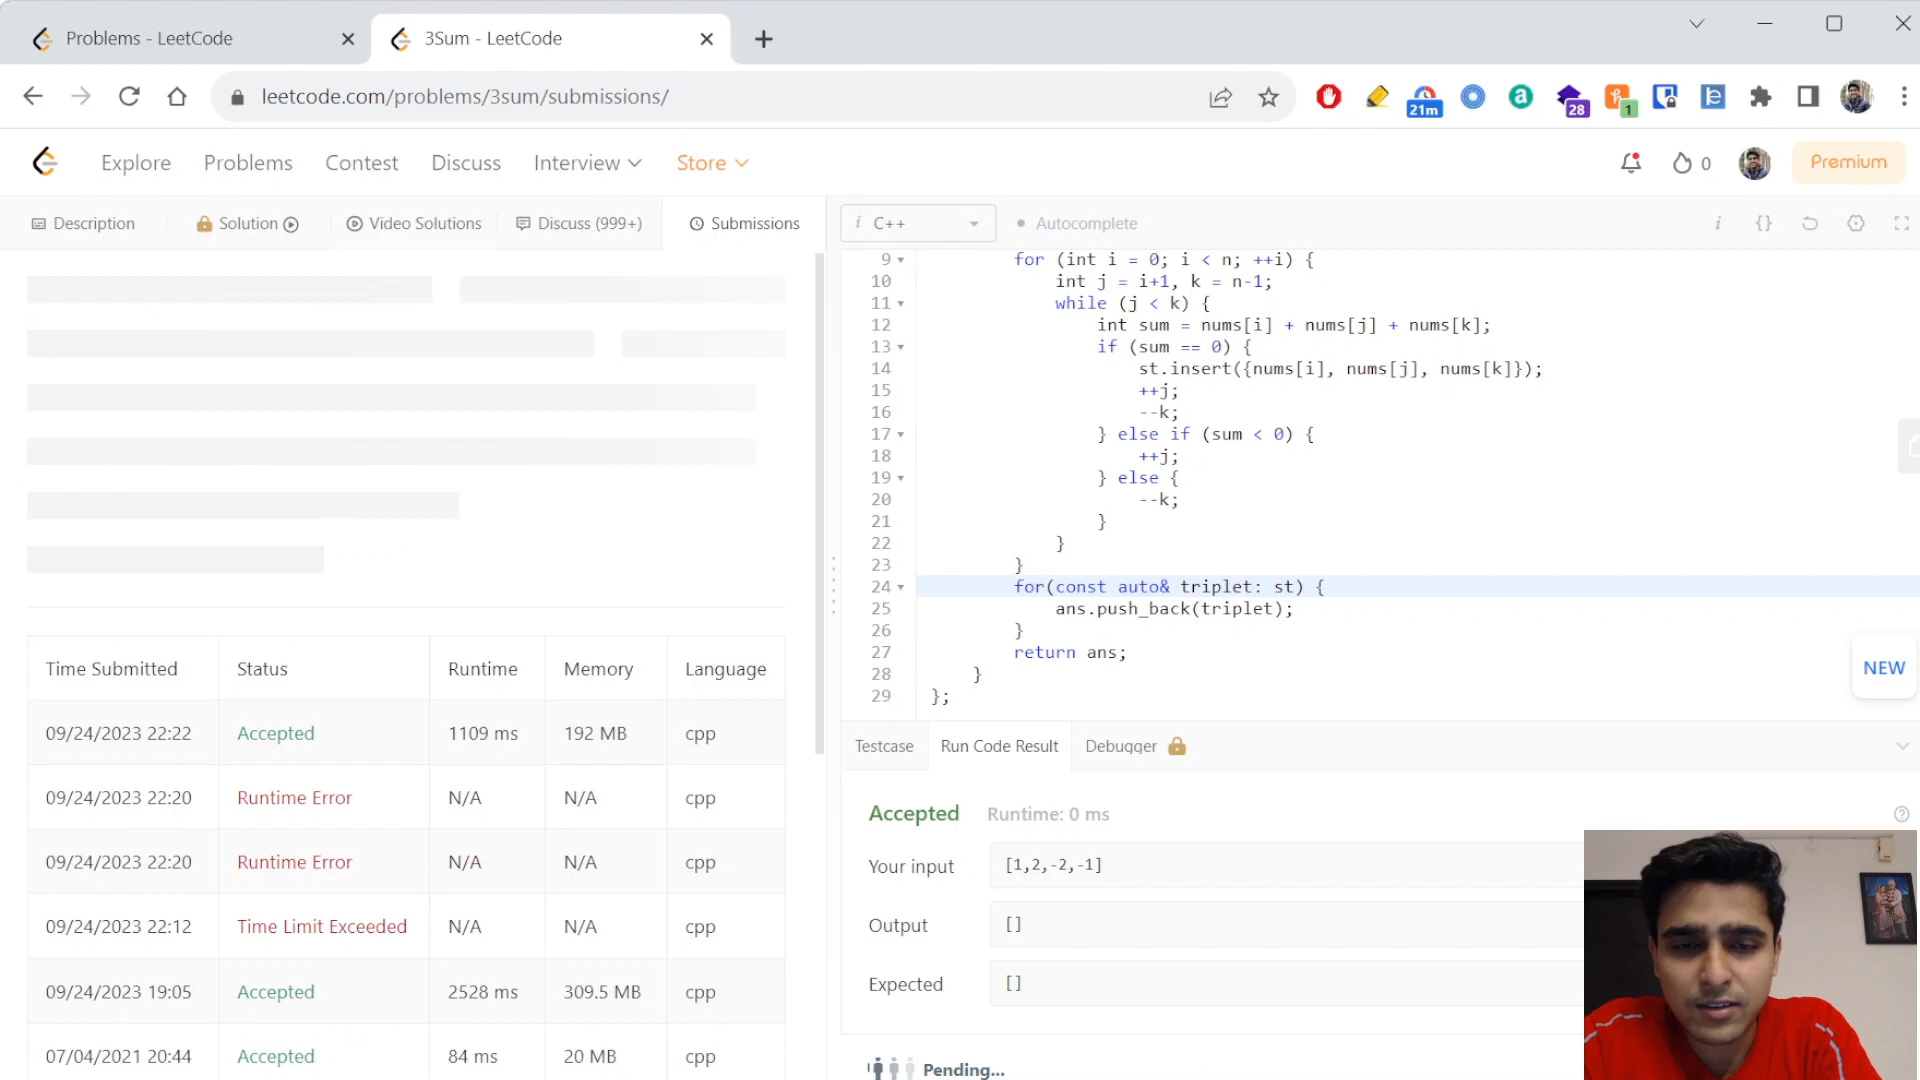 Problems - LeetCode
3Sum - LeetCode
leetcode.com/problems/3sum/submissions/
21m
28
1
Explore
Problems
Contest
Discuss
Interview
Store
0
Premium
Description
Solution
Video Solutions
Discuss (999+)
Submissions
i C++
Autocomplete
i {}
9 for (int i = 0; i < n; ++i) {
10 int j = i+1, k = n-1;
11 while (j < k) {
12 int sum = nums[i] + nums[j] + nums[k];
13 if (sum == 0) {
14 st.insert({nums[i], nums[j], nums[k]});
15 ++j;
16 --k;
17 } else if (sum < 0) {
18 ++j;
19 } else {
20 --k;
21 }
22 }
23 }
24 for(const auto& triplet: st) {
25 ans.push_back(triplet);
26 }
27 return ans;
28 }
29 };
NEW
Time Submitted Status Runtime Memory Language
09/24/2023 22:22 Accepted 1109 ms 192 MB cpp
09/24/2023 22:20 Runtime Error N/A N/A cpp
09/24/2023 22:20 Runtime Error N/A N/A cpp
09/24/2023 22:12 Time Limit Exceeded N/A N/A cpp
09/24/2023 19:05 Accepted 2528 ms 309.5 MB cpp
07/04/2021 20:44 Accepted 84 ms 20 MB cpp
Testcase
Run Code Result
Debugger
Accepted Runtime: 0 ms
Your input [1,2,-2,-1]
Output []
Expected []
Pending...